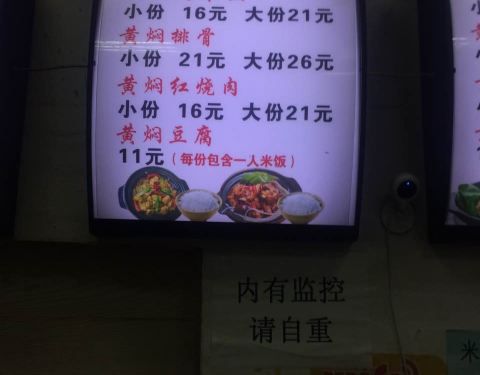 小份 16元 大份21元
黄焖排骨
小份 21元 大份26元
黄焖红烧肉
小份 16元 大份21元
黄焖豆腐
11元（每份包含一人米饭）
内有监控
请自重
米